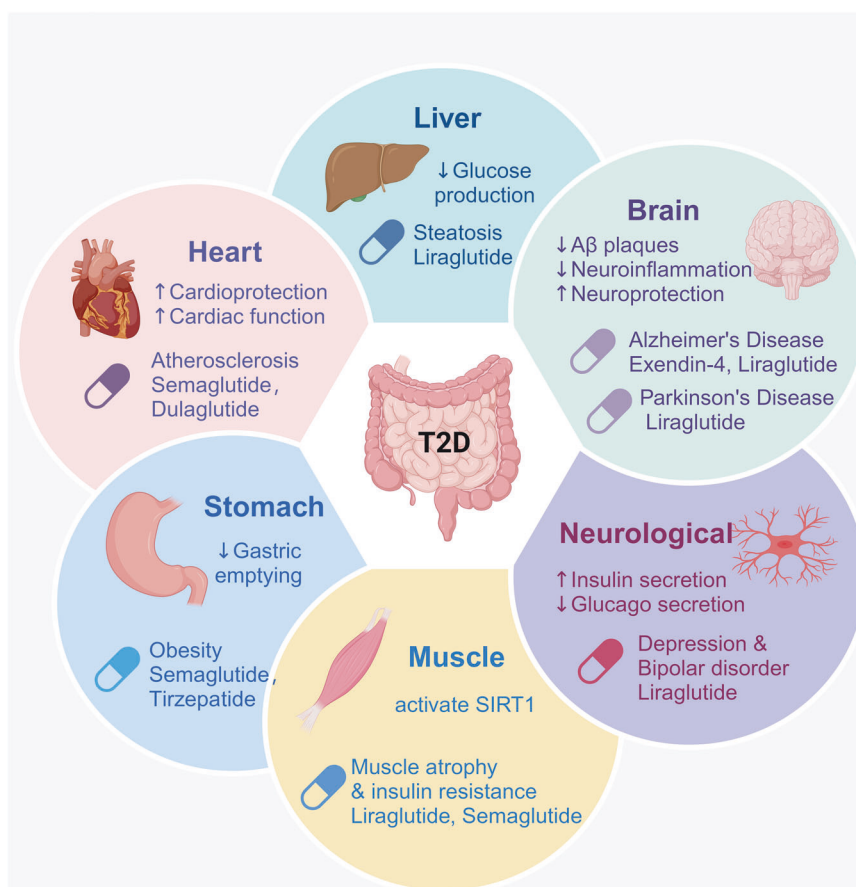 Liver
↓Glucose
production
Steatosis
Liraglutide
Brain
↓Aβ plaques
↓Neuroinflammation
↑Neuroprotection
Alzheimer's Disease
Exendin-4, Liraglutide
Parkinson's Disease
Liraglutide
Heart
↑Cardioprotection
↑Cardiac function
Atherosclerosis
Semaglutide,
Dulaglutide
T2D
Stomach
↓Gastric
emptying
Obesity
Semaglutide,
Tirzepatide
Neurological
↑Insulin secretion
↓Glucago secretion
Depression &
Bipolar disorder
Liraglutide
Muscle
activate SIRT1
Muscle atrophy
& insulin resistance
Liraglutide, Semaglutide